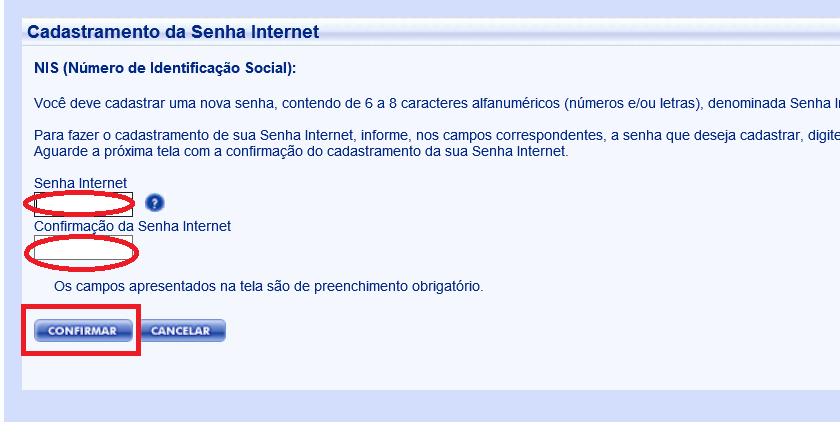 Cadastramento da Senha Internet
NIS (Número de Identificação Social):
Você deve cadastrar uma nova senha, contendo de 6 a 8 caracteres alfanuméricos (números e/ou letras), denominada Senha
Para fazer o cadastramento de sua Senha Internet, informe, nos campos correspondentes, a senha que deseja cadastrar, digite
Aguarde a próxima tela com a confirmação do cadastramento da sua Senha Internet.
Senha Internet
?
Confirmação da Senha Internet
Os campos apresentados na tela são de preenchimento obrigatório.
CONFIRMAR CANCELAR